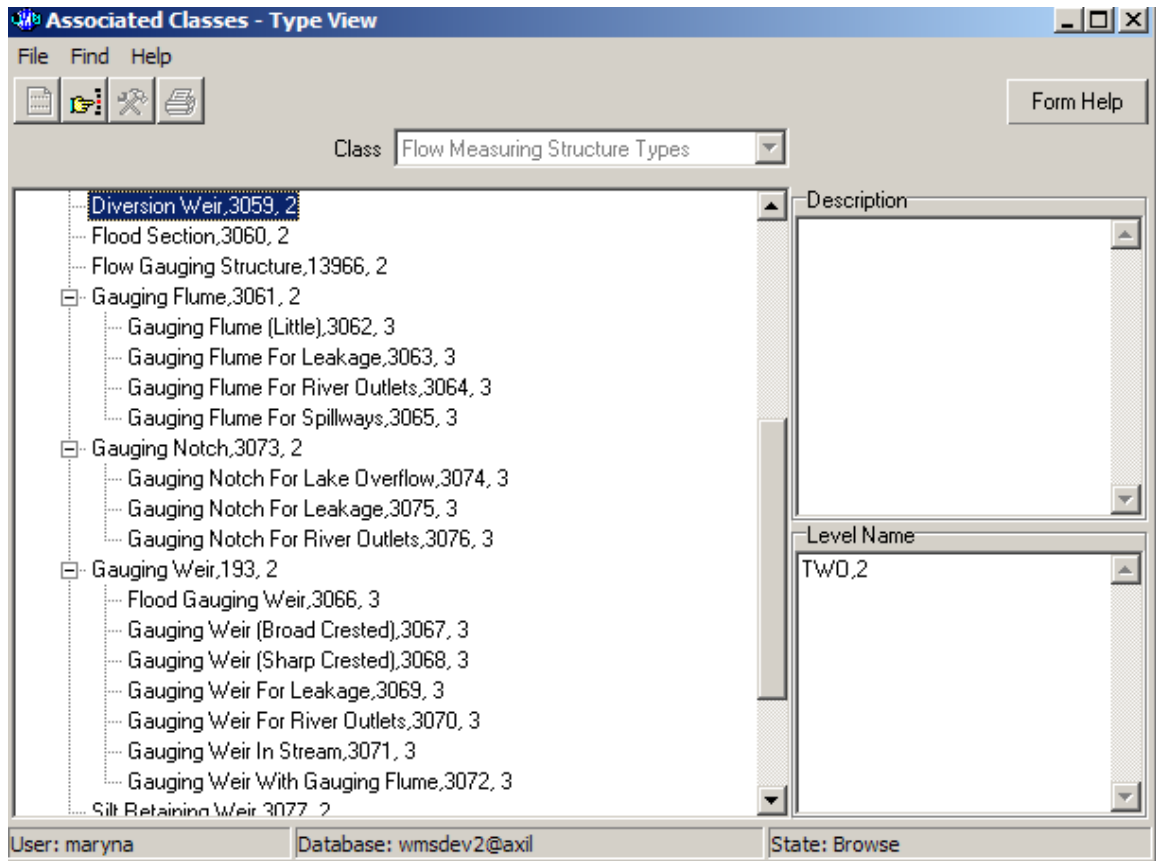 Associated Classes - Type View
File Find Help
Form Help
Class Flow Measuring Structure Types
Diversion Weir,3059, 2
Flood Section,3060, 2
Flow Gauging Structure,13966, 2
Gauging Flume,3061, 2
Gauging Flume (Little),3062, 3
Gauging Flume For Leakage,3063, 3
Gauging Flume For River Outlets,3064, 3
Gauging Flume For Spillways,3065, 3
Gauging Notch,3073, 2
Gauging Notch For Lake Overflow,3074, 3
Gauging Notch For Leakage,3075, 3
Gauging Notch For River Outlets,3076, 3
Gauging Weir,193, 2
Flood Gauging Weir,3066, 3
Gauging Weir (Broad Crested),3067, 3
Gauging Weir (Sharp Crested),3068, 3
Gauging Weir For Leakage,3069, 3
Gauging Weir For River Outlets,3070, 3
Gauging Weir In Stream,3071, 3
Gauging Weir With Gauging Flume,3072, 3
Silt Retaining Weir,3077, 2
Description
Level Name
TWO,2
User: maryna Database: wmsdev2@axil State: Browse